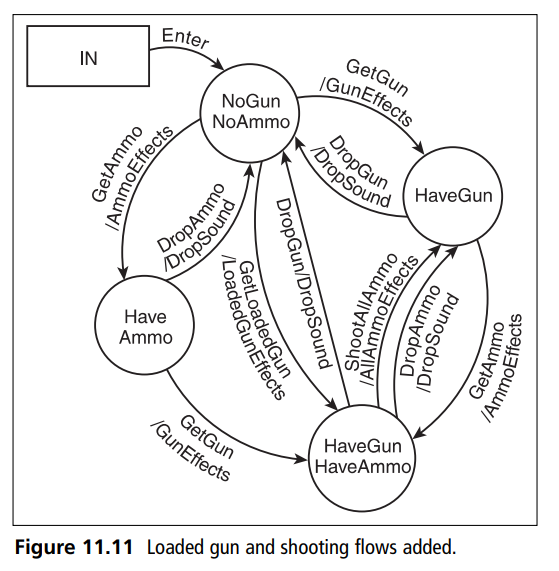 IN
Enter
NoGun
NoAmmo
GetGun
/GunEffects
GetAmmo
/AmmoEffects
DropGun
/DropSound
HaveGun
DropAmmo
/DropSound
DropGun/DropSound
GetLoadedGun
/LoadedGunEffects
ShootAllAmmo
/AllAmmoEffects
DropAmmo
/DropSound
GetAmmo
/AmmoEffects
Have
Ammo
GetGun
/GunEffects
HaveGun
HaveAmmo
Figure 11.11 Loaded gun and shooting flows added.